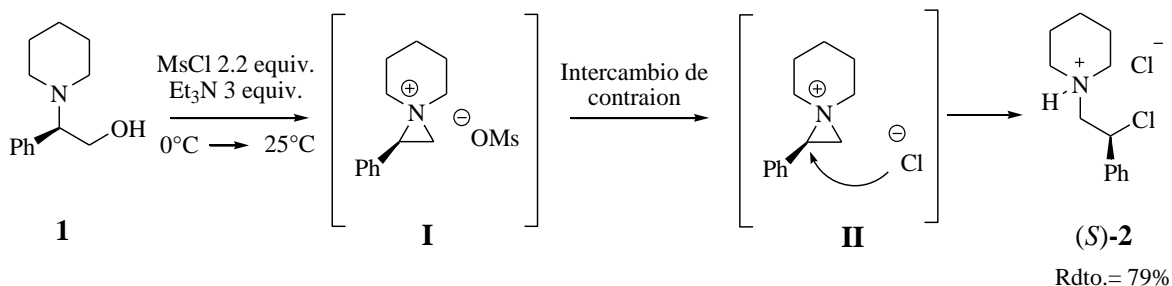 N
Ph
OH
1
MsCl 2.2 equiv.
Et₃N 3 equiv.
0°C → 25°C
⊕
N
Ph
⊖
OMs
I
Intercambio de
contraion
⊕
N
Ph
⊖
Cl
II
+
N
H
Cl⁻
Cl
Ph
(S)-2
Rdto.= 79%